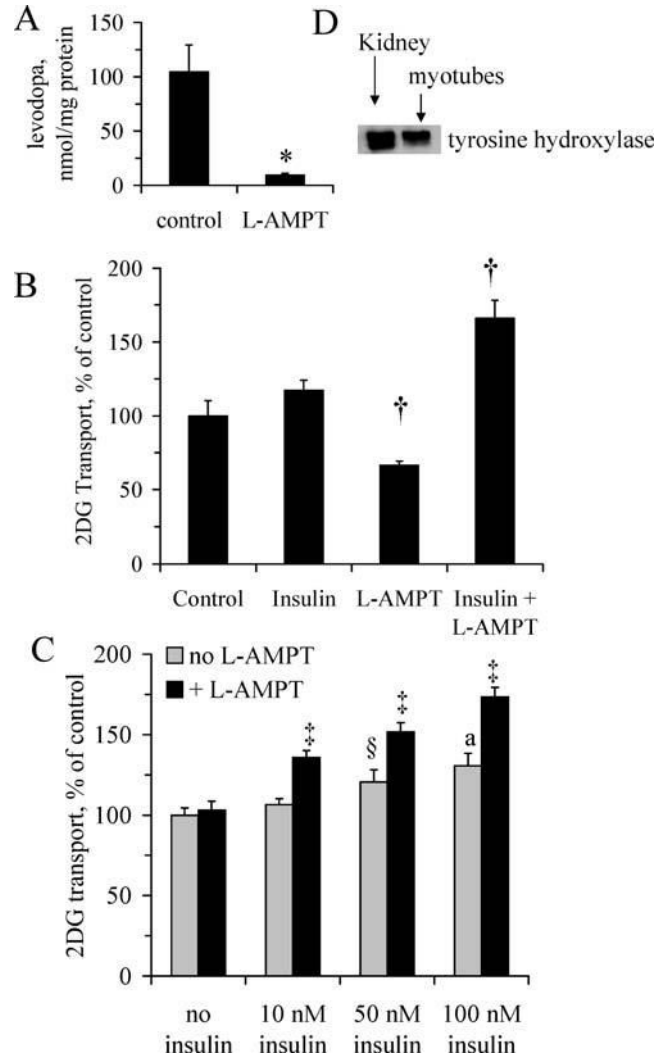 A
levodopa,
nmol/mg protein
150
100
50
0
*
control
L-AMPT
D
Kidney
myotubes
tyrosine hydroxylase
B
2DG Transport, % of control
200
150
100
50
0
†
†
Control
Insulin
L-AMPT
Insulin +
L-AMPT
C
no L-AMPT
+ L-AMPT
2DG transport, % of control
200
150
100
50
0
‡
§
‡
a
‡
no
insulin
10 nM
insulin
50 nM
insulin
100 nM
insulin